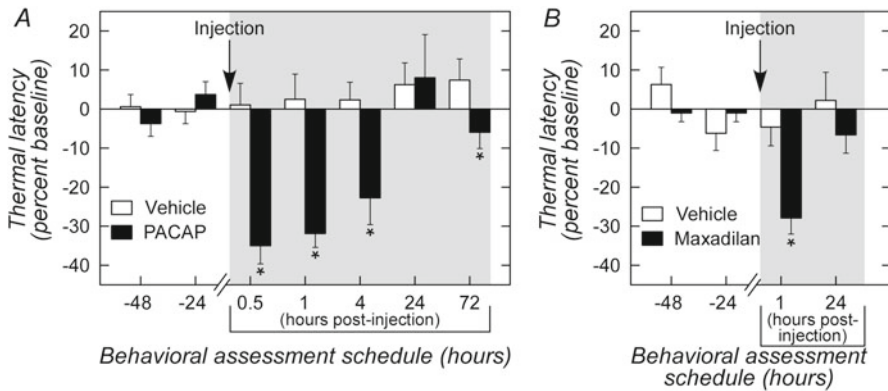 A
Injection
Thermal latency
(percent baseline)
20
10
0
-10
-20
-30
-40
Vehicle
PACAP
*
*
*
*
-48
-24
0.5
1
4
24
72
(hours post-injection)
Behavioral assessment schedule (hours)
B
Injection
Thermal latency
(percent baseline)
20
10
0
-10
-20
-30
-40
Vehicle
Maxadilan
*
-48
-24
1
24
(hours post-
injection)
Behavioral assessment
schedule (hours)